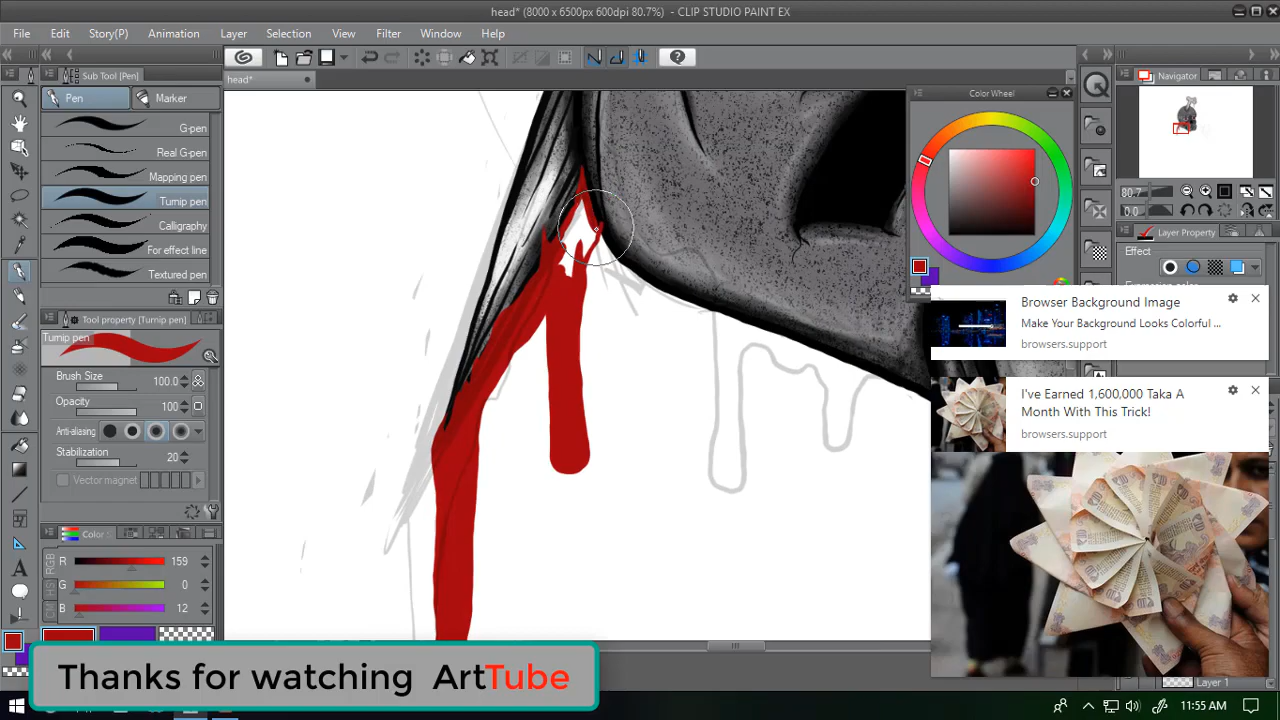 head* (8000 x 6500px 600dpi 80.7%) - CLIP STUDIO PAINT EX
File Edit Story(P) Animation Layer Selection View Filter Window Help
Sub Tool [Pen]
Pen
Marker
G-pen
Real G-pen
Mapping pen
Turnip pen
Calligraphy
For effect line
Textured pen
Tool property [Turnip pen]
Turnip pen
Brush Size 100.0
Opacity 100
Anti-aliasing
Stabilization 20
Vector magnet
Color
RGB
R 159
G 0
B 12
head*
Color Wheel
Navigator
80.7
0.0
Layer Property
Effect
Browser Background Image
Make Your Background Looks Colorful ...
browsers.support
I've Earned 1,600,000 Taka A
Month With This Trick!
browsers.support
Layer 1
Thanks for watching ArtTube
11:55 AM